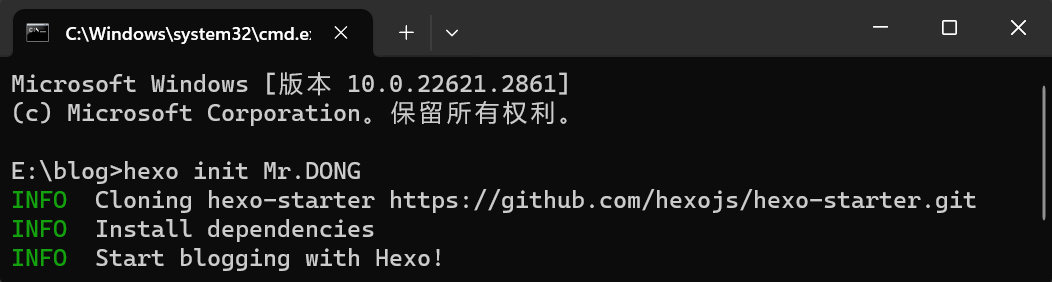 C:\Windows\system32\cmd.e
Microsoft Windows [版本 10.0.22621.2861]
(c) Microsoft Corporation。保留所有权利。
E:\blog>hexo init Mr.DONG
INFO  Cloning hexo-starter https://github.com/hexojs/hexo-starter.git
INFO  Install dependencies
INFO  Start blogging with Hexo!